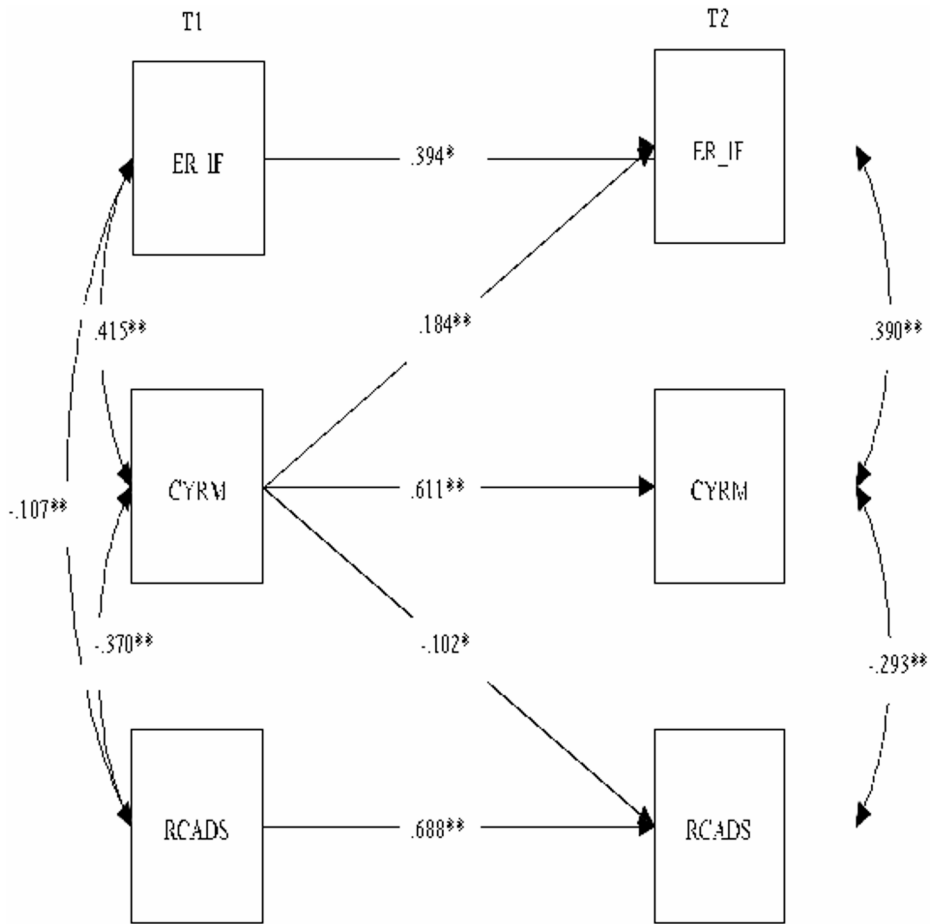 T1
T2
ER_IF
.394*
ER_IF
.184**
.415**
.390**
CYRM
.611**
CYRM
-.107**
-.370**
-.102*
-.293**
RCADS
.688**
RCADS